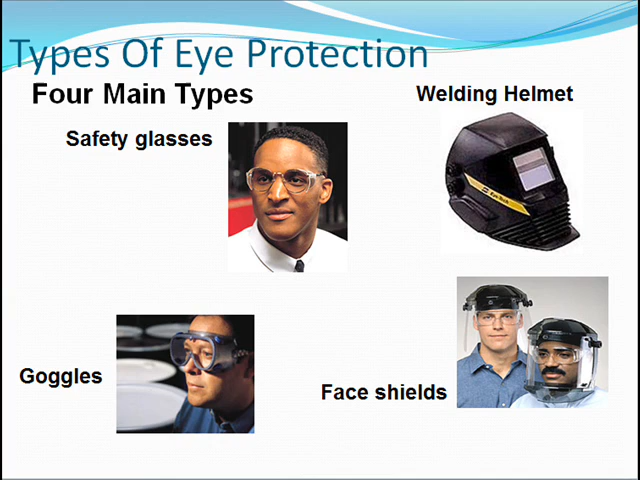 Types Of Eye Protection
Four Main Types
Welding Helmet
Safety glasses
Goggles
Face shields